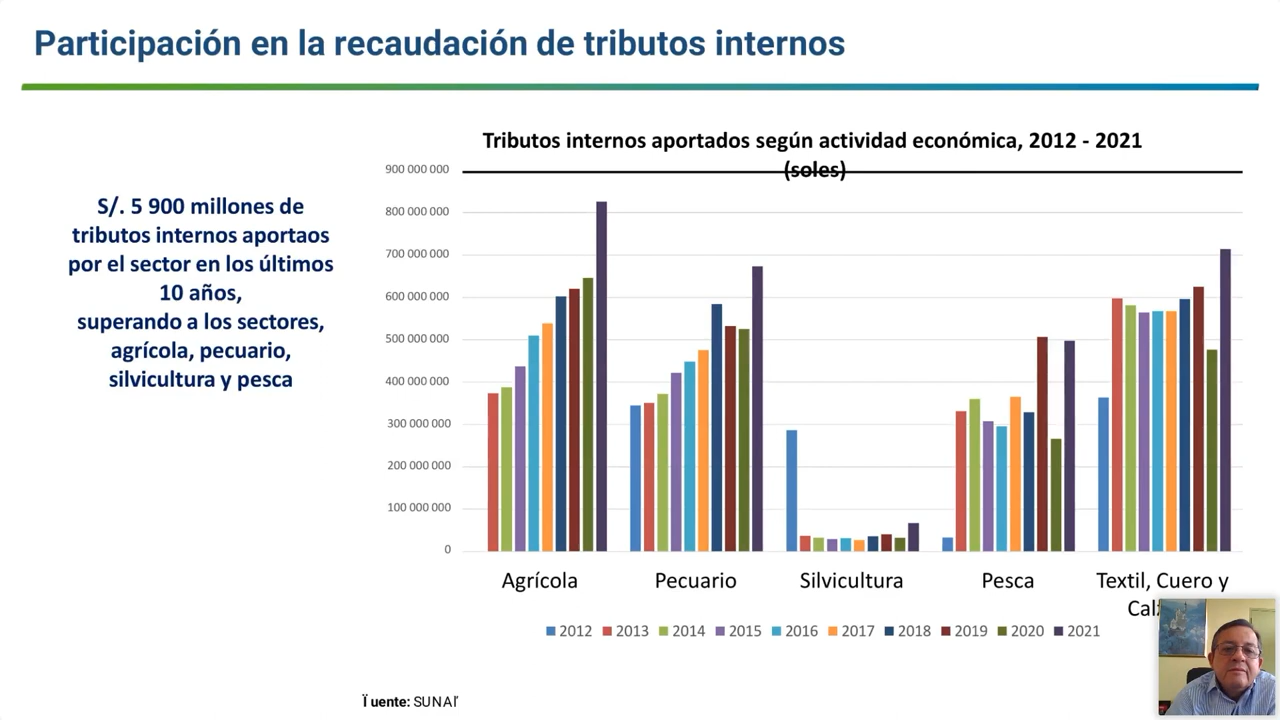 Participación en la recaudación de tributos internos
Tributos internos aportados según actividad económica, 2012 - 2021
(soles)
S/. 5 900 millones de
tributos internos aportaos
por el sector en los últimos
10 años,
superando a los sectores,
agrícola, pecuario,
silvicultura y pesca
900 000 000
800 000 000
700 000 000
600 000 000
500 000 000
400 000 000
300 000 000
200 000 000
100 000 000
0
Agrícola
Pecuario
Silvicultura
Pesca
Textil, Cuero y
2012 2013 2014 2015 2016 2017 2018 2019 2020 2021
uente: SUNAT